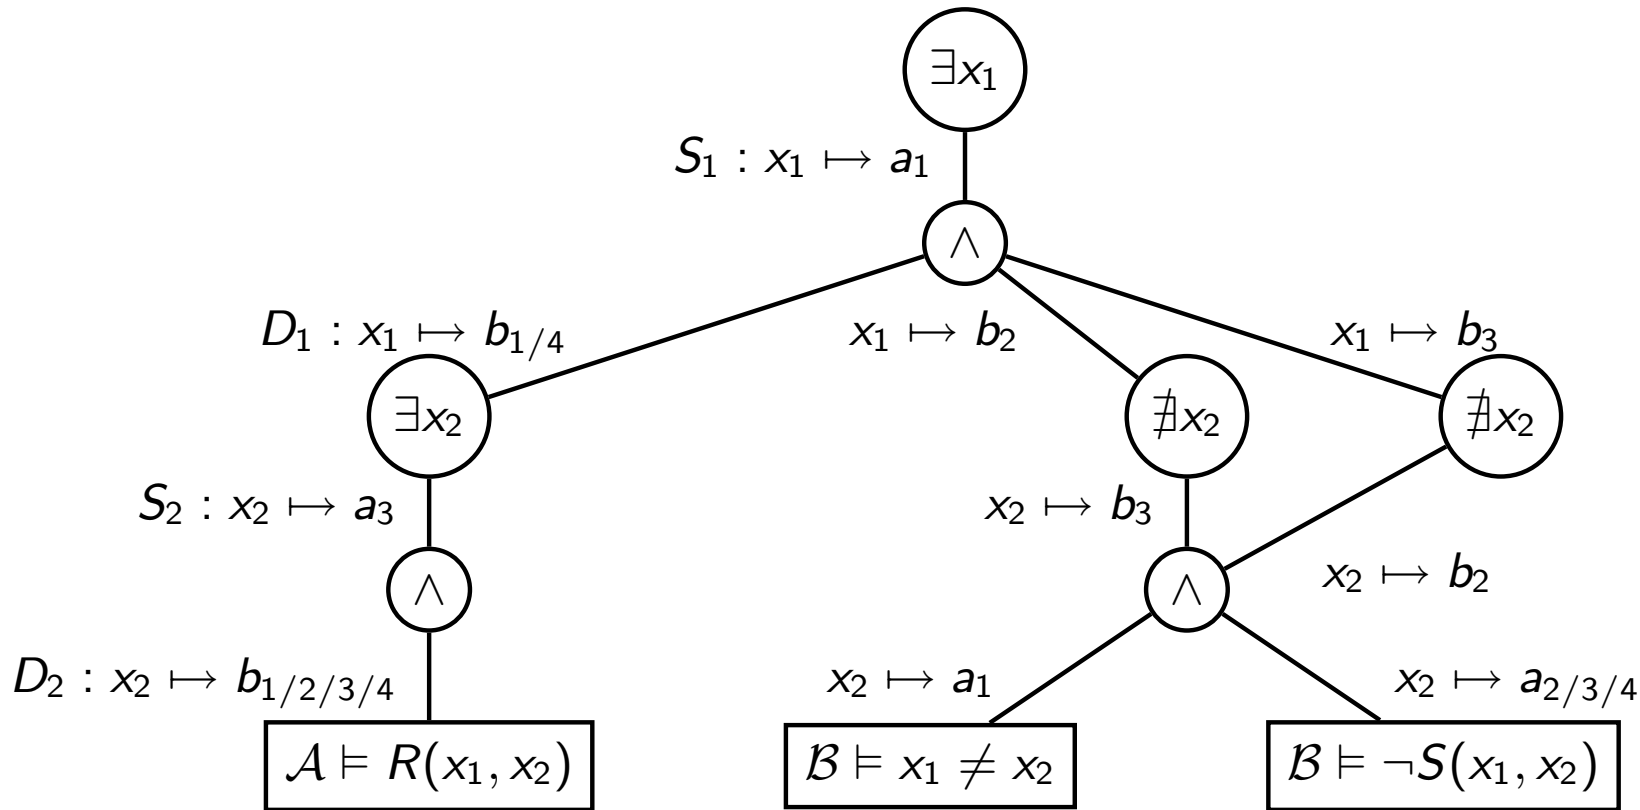 ∃x₁
S₁ : x₁ ↦ a₁
∧
D₁ : x₁ ↦ b₁/₄
x₁ ↦ b₂
x₁ ↦ b₃
∃x₂
∄x₂
∄x₂
S₂ : x₂ ↦ a₃
x₂ ↦ b₃
x₂ ↦ b₂
∧
∧
D₂ : x₂ ↦ b₁/₂/₃/₄
x₂ ↦ a₁
x₂ ↦ a₂/₃/₄
𝒜 ⊨ R(x₁, x₂)
ℬ ⊨ x₁ ≠ x₂
ℬ ⊨ ¬S(x₁, x₂)